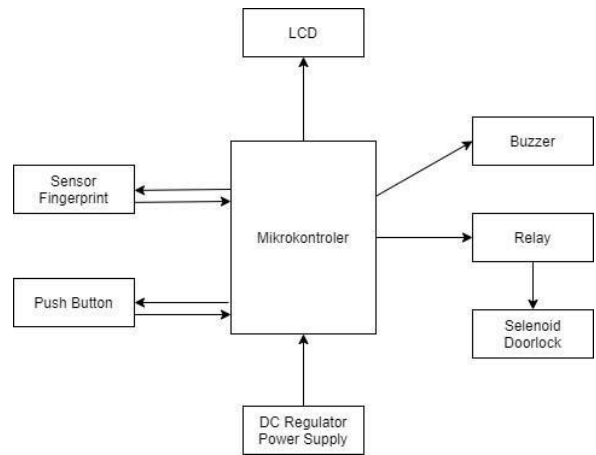 LCD
Buzzer
Sensor
Fingerprint
Mikrokontroler
Relay
Push Button
Selenoid
Doorlock
DC Regulator
Power Supply